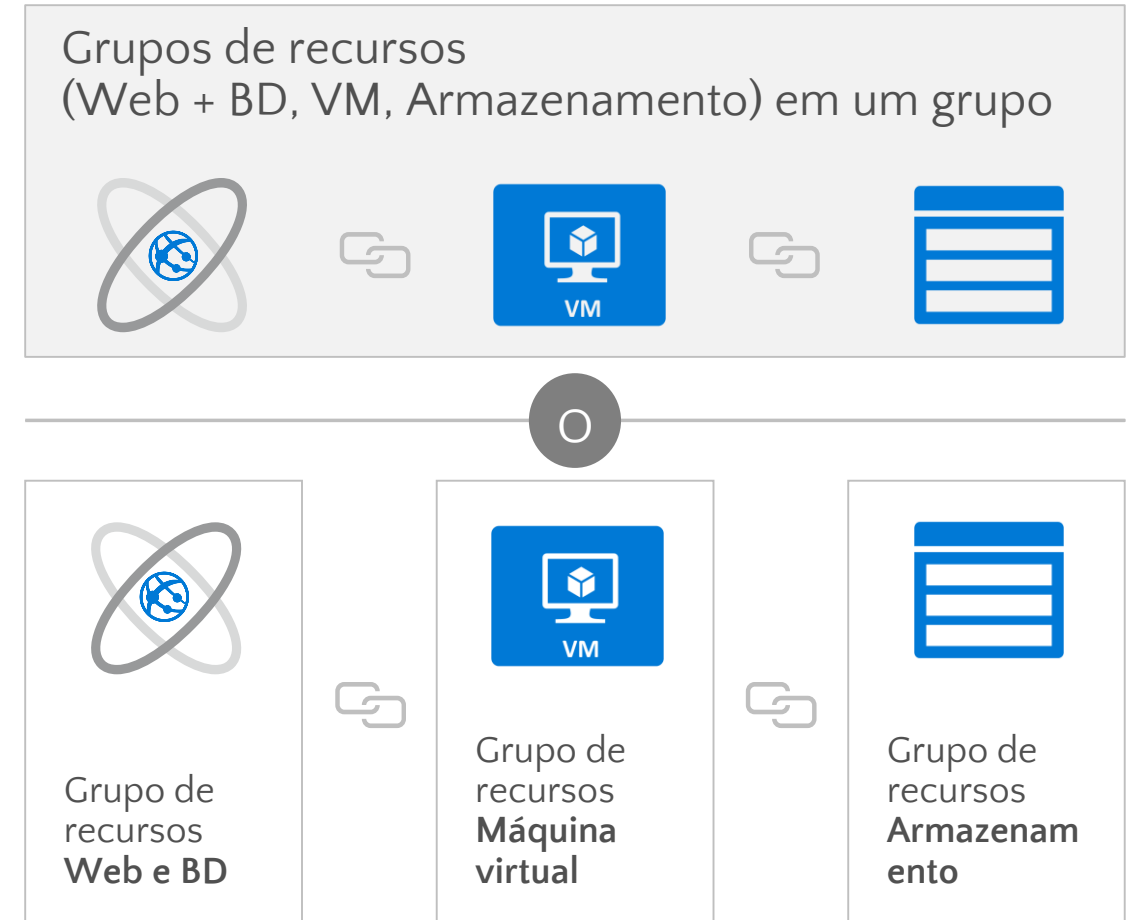 Grupos de recursos
(Web + BD, VM, Armazenamento) em um grupo
VM
O
VM
Grupo de
recursos
Web e BD
Grupo de
recursos
Máquina
virtual
Grupo de
recursos
Armazenam
ento